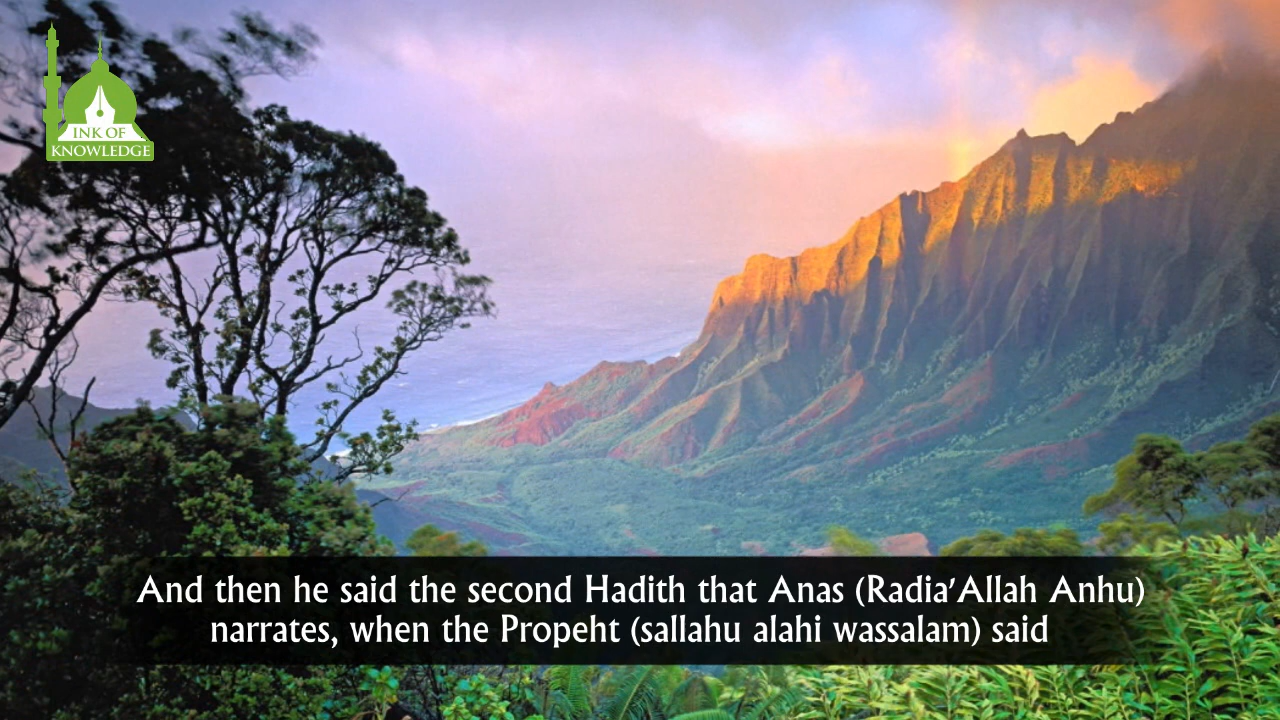 INK OF
KNOWLEDGE
And then he said the second Hadith that Anas (Radia'Allah Anhu)
narrates, when the Propeht (sallahu alahi wassalam) said